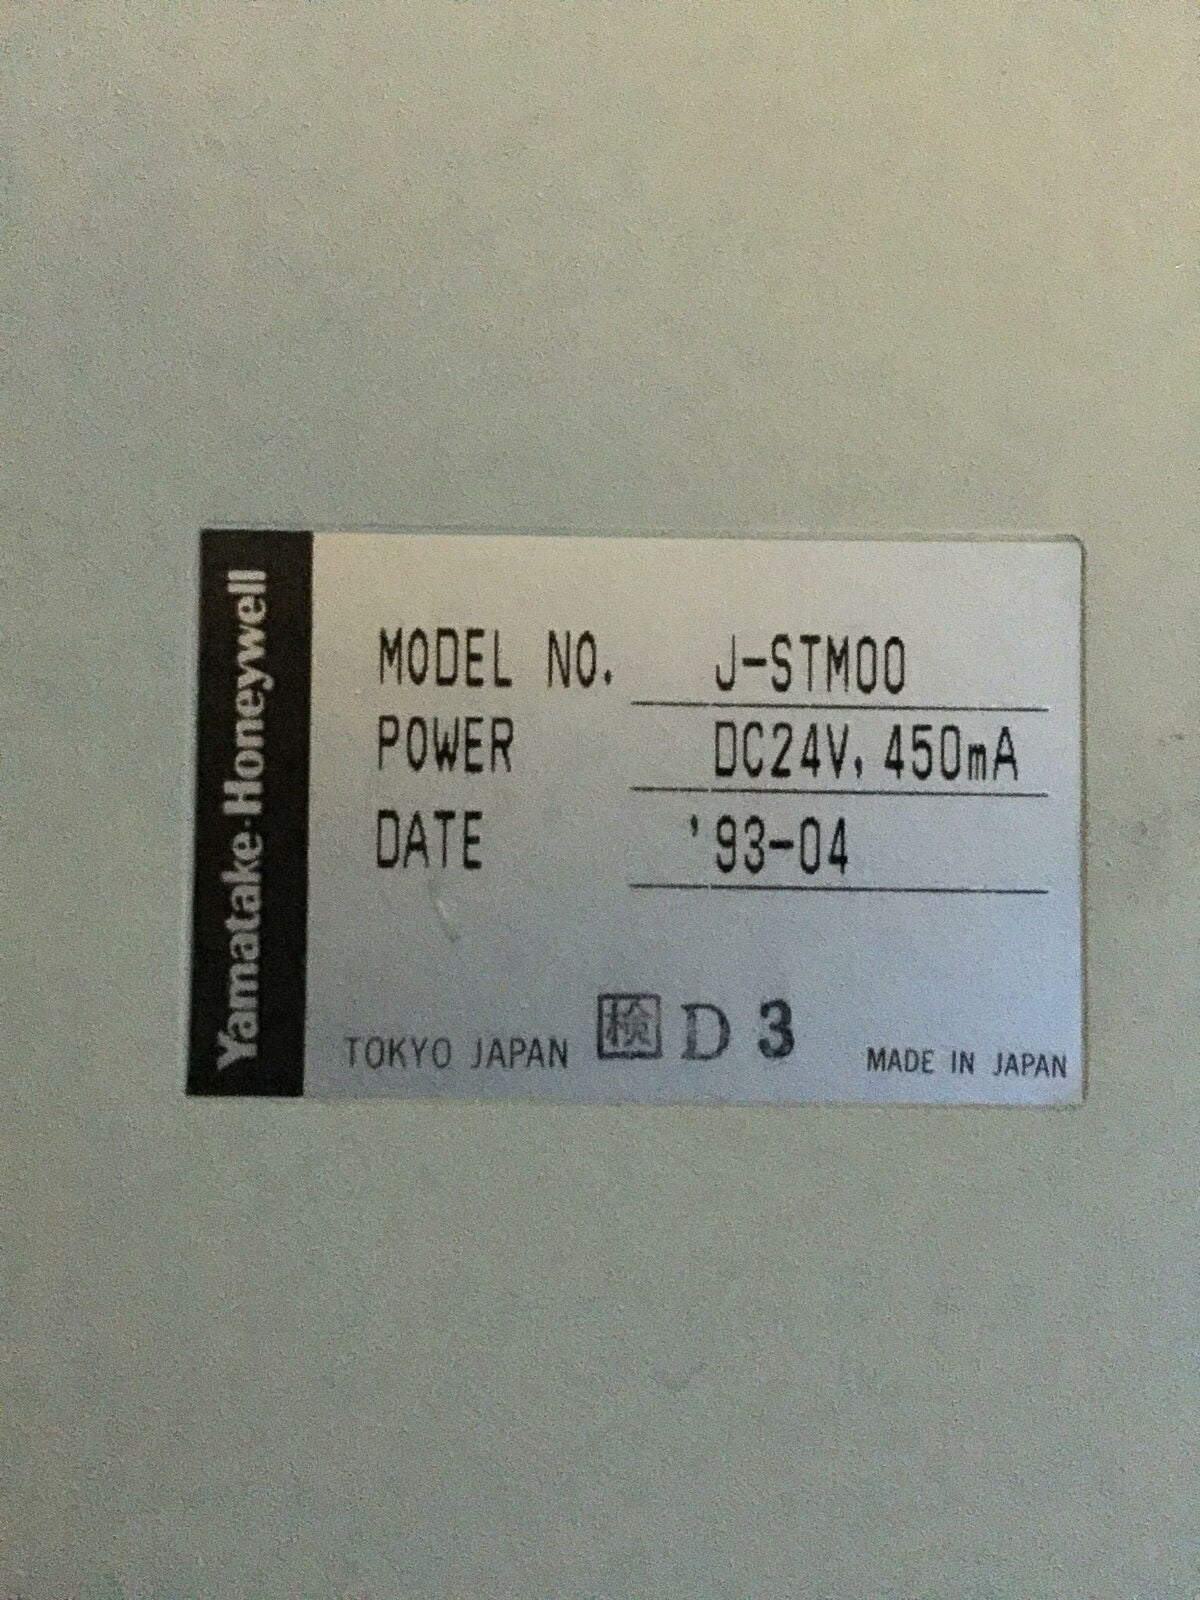 Yamatake-Honeywell
MODEL NO. J-STM00
POWER DC24V, 450mA
DATE '93-04
TOKYO JAPAN 検 D 3 MADE IN JAPAN